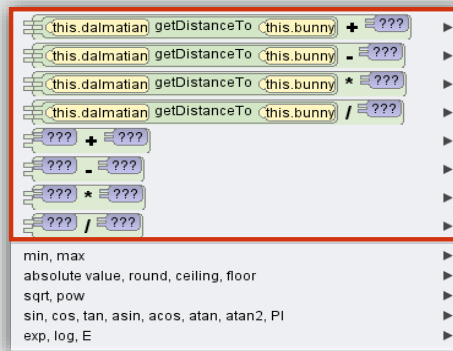 this.dalmatian getDistanceTo this.bunny + ???
this.dalmatian getDistanceTo this.bunny - ???
this.dalmatian getDistanceTo this.bunny * ???
this.dalmatian getDistanceTo this.bunny / ???
??? + ???
??? - ???
??? * ???
??? / ???
min, max
absolute value, round, ceiling, floor
sqrt, pow
sin, cos, tan, asin, acos, atan, atan2, PI
exp, log, E